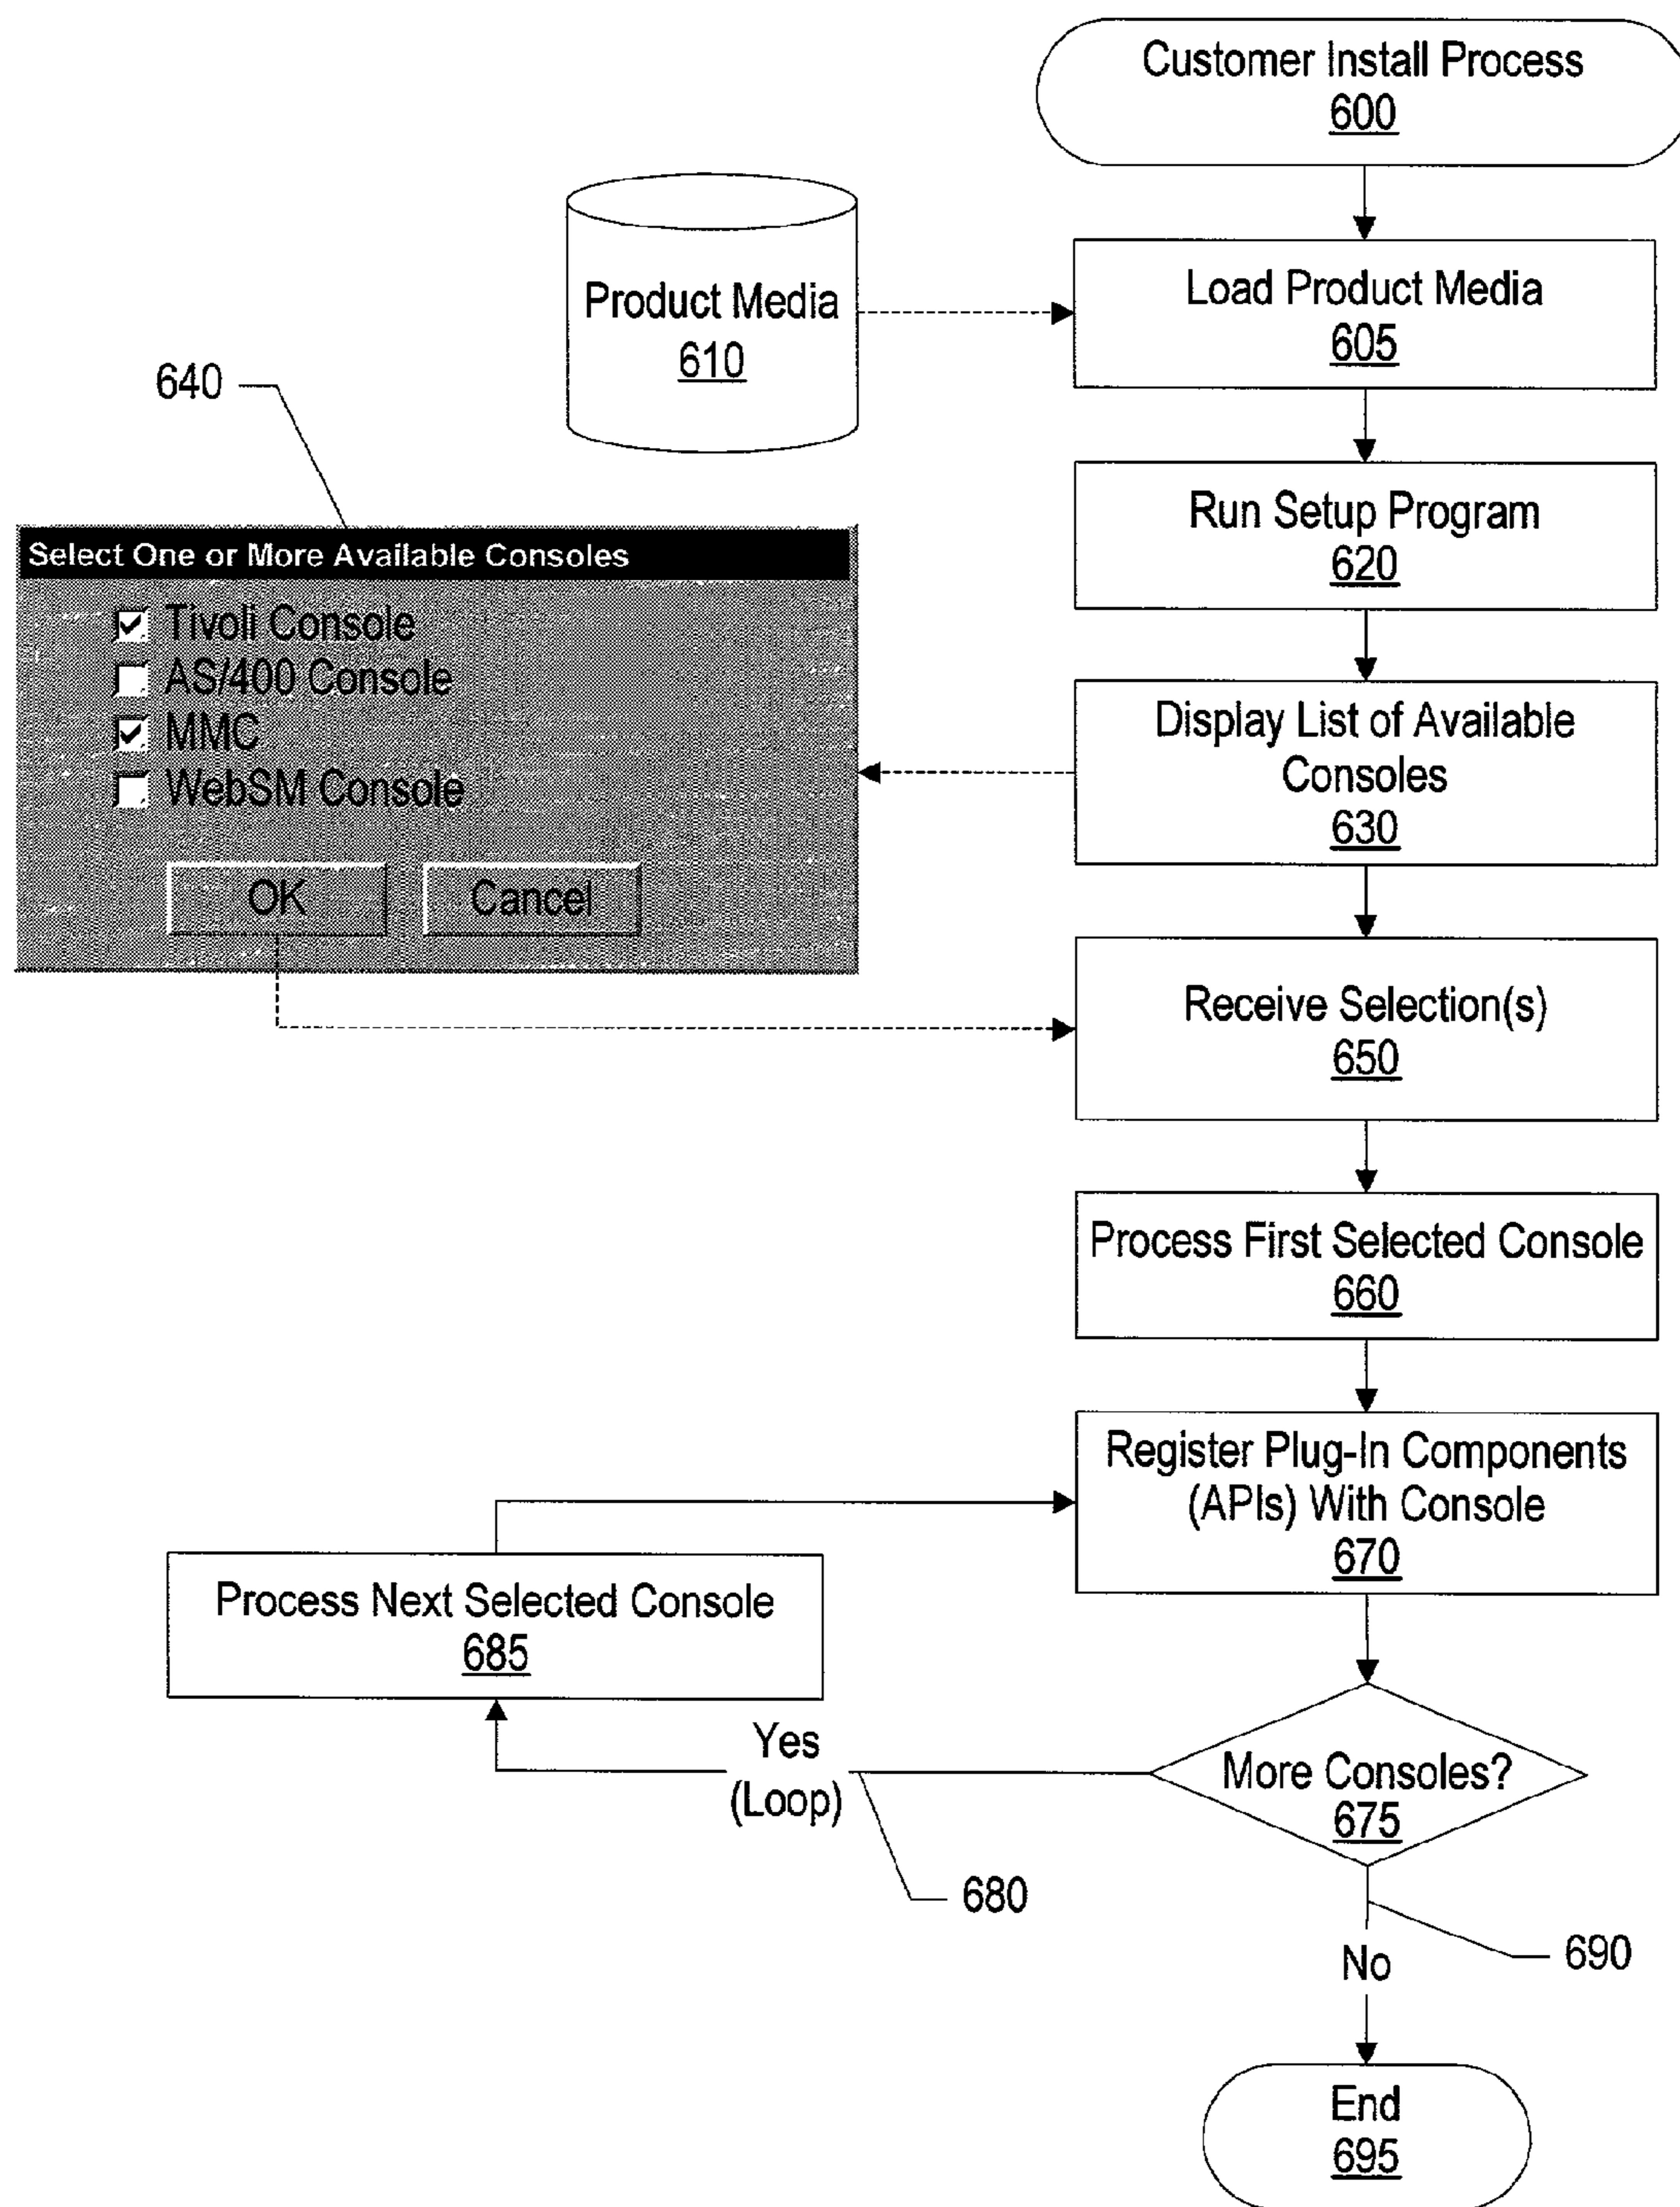 Customer Install Process
600
Product Media
610
Load Product Media
605
640
Run Setup Program
620
Select One or More Available Consoles
Tivoli Console
AS/400 Console
MMC
WebSM Console
OK
Cancel
Display List of Available
Consoles
630
Receive Selection(s)
650
Process First Selected Console
660
Register Plug-In Components
(APIs) With Console
670
Process Next Selected Console
685
Yes
(Loop)
More Consoles?
675
680
690
No
End
695